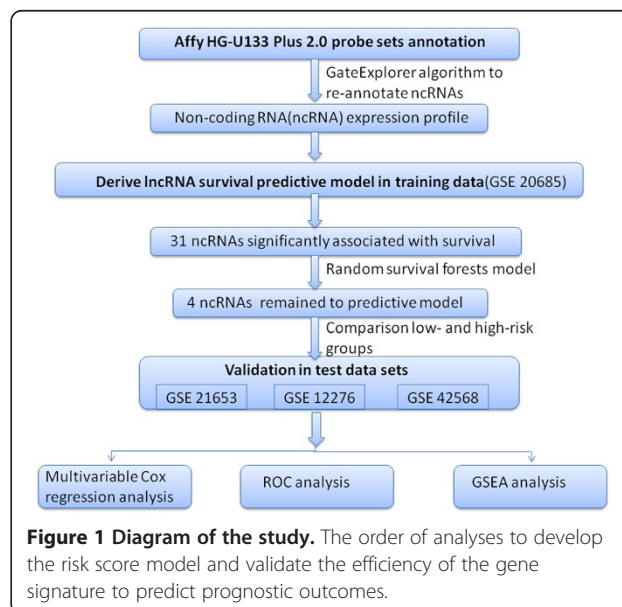 Affy HG-U133 Plus 2.0 probe sets annotation
GateExplorer algorithm to
re-annotate ncRNAs
Non-coding RNA(ncRNA) expression profile
Derive lncRNA survival predictive model in training data(GSE 20685)
31 ncRNAs significantly associated with survival
Random survival forests model
4 ncRNAs remained to predictive model
Comparison low- and high-risk
groups
Validation in test data sets
GSE 21653 GSE 12276 GSE 42568
Multivariable Cox
regression analysis
ROC analysis
GSEA analysis
Figure 1 Diagram of the study. The order of analyses to develop
the risk score model and validate the efficiency of the gene
signature to predict prognostic outcomes.